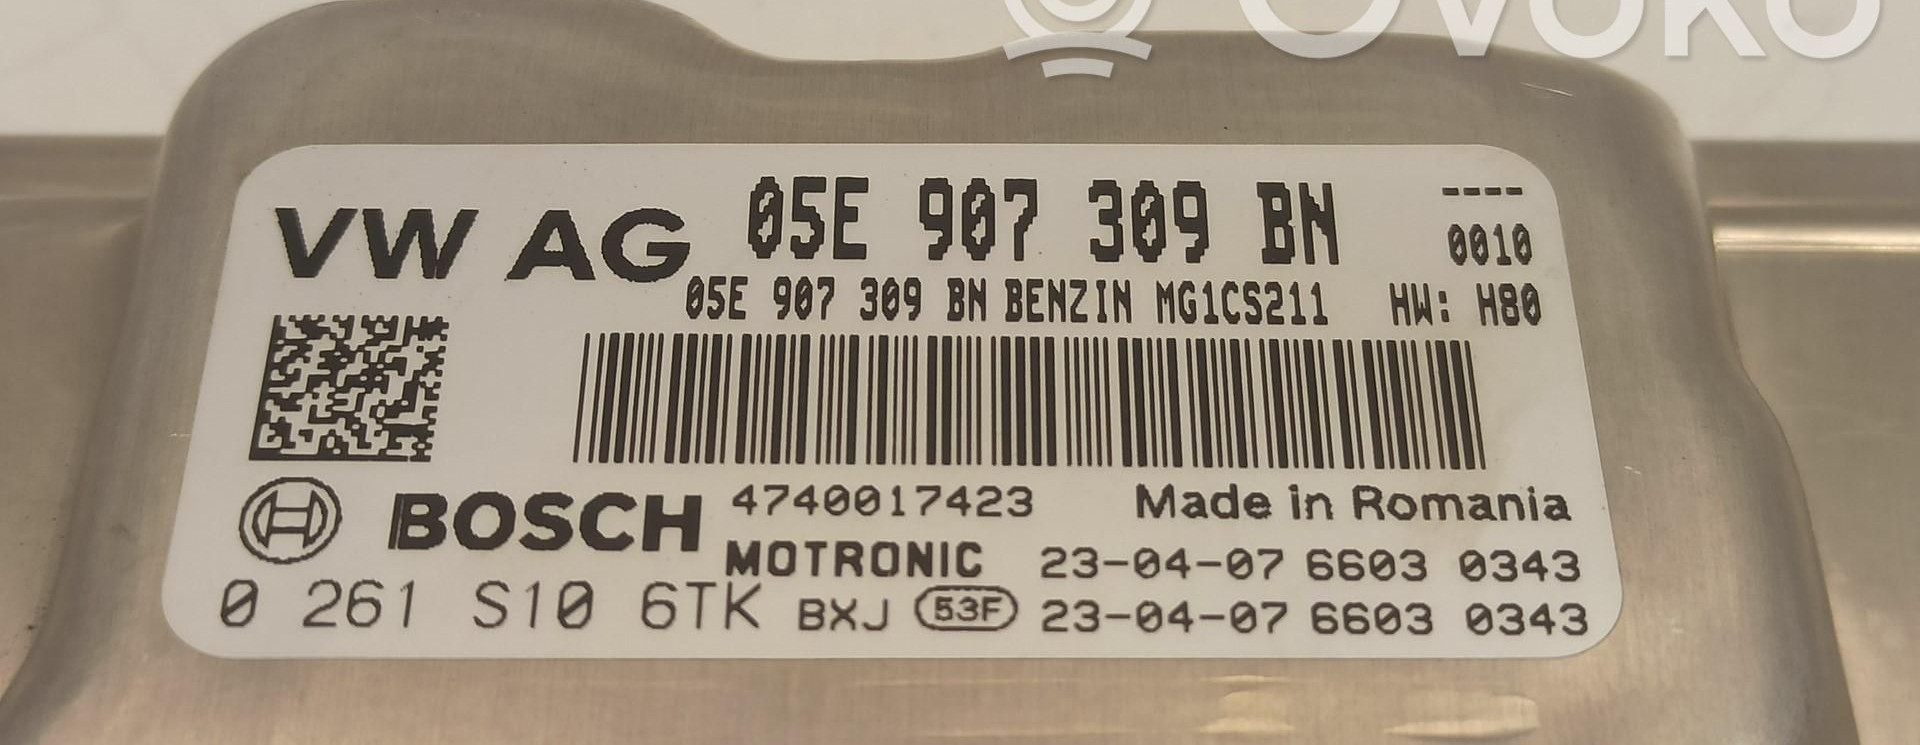 OVOKO
VW AG 05E 907 309 BN ----
0010
05E 907 309 BN BENZIN MG1CS211 HW: H80
BOSCH 4740017423 Made in Romania
MOTRONIC 23-04-07 6603 0343
0 261 S10 6TK BXJ 53F 23-04-07 6603 0343